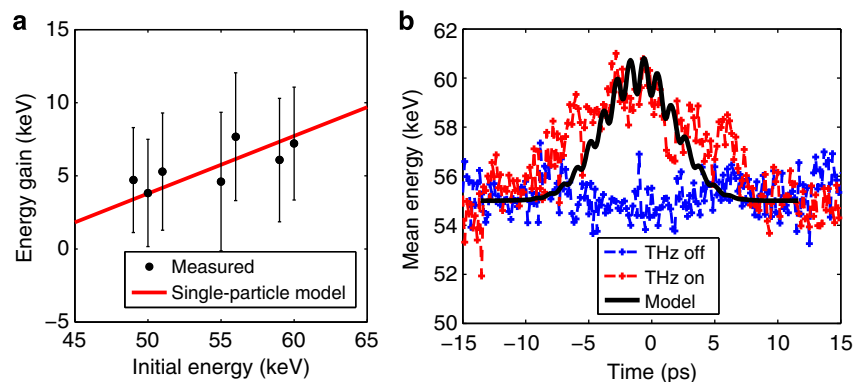 a
15
10
5
0
−5
45
50
55
60
65
Energy gain (keV)
Initial energy (keV)
Measured
Single-particle model
b
62
60
58
56
54
52
50
−15
−10
−5
0
5
10
15
Mean energy (keV)
Time (ps)
THz off
THz on
Model